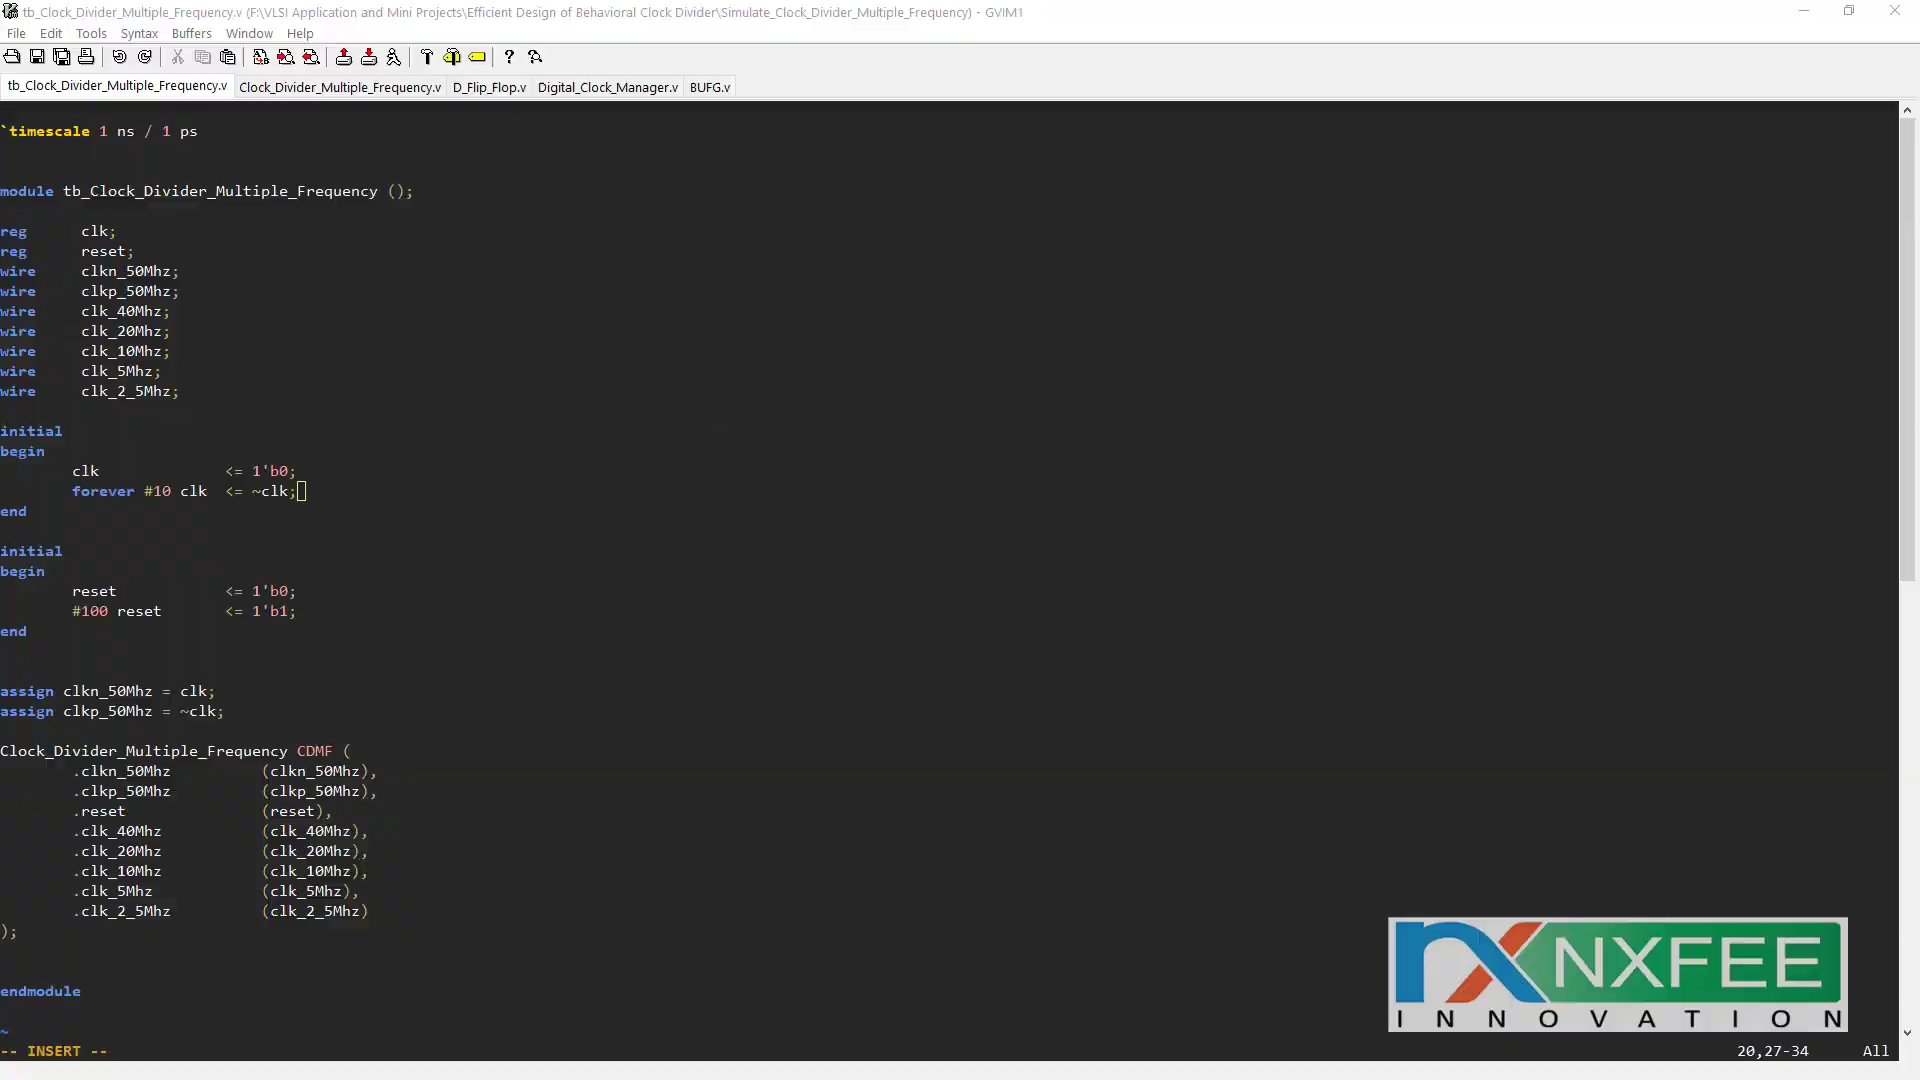 tb_Clock_Divider_Multiple_Frequency.v (F:\VLSI Application and Mini Projects\Efficient Design of Behavioral Clock Divider\Simulate_Clock_Divider_Multiple_Frequency) - GVIM1
File Edit Tools Syntax Buffers Window Help
tb_Clock_Divider_Multiple_Frequency.v Clock_Divider_Multiple_Frequency.v D_Flip_Flop.v Digital_Clock_Manager.v BUFG.v
`timescale 1 ns / 1 ps
module tb_Clock_Divider_Multiple_Frequency ();
reg clk;
reg reset;
wire clkn_50Mhz;
wire clkp_50Mhz;
wire clk_40Mhz;
wire clk_20Mhz;
wire clk_10Mhz;
wire clk_5Mhz;
wire clk_2_5Mhz;
initial
begin
clk <= 1'b0;
forever #10 clk <= ~clk;
end
initial
begin
reset <= 1'b0;
#100 reset <= 1'b1;
end
assign clkn_50Mhz = clk;
assign clkp_50Mhz = ~clk;
Clock_Divider_Multiple_Frequency CDMF (
.clkn_50Mhz (clkn_50Mhz),
.clkp_50Mhz (clkp_50Mhz),
.reset (reset),
.clk_40Mhz (clk_40Mhz),
.clk_20Mhz (clk_20Mhz),
.clk_10Mhz (clk_10Mhz),
.clk_5Mhz (clk_5Mhz),
.clk_2_5Mhz (clk_2_5Mhz)
);
endmodule
~
-- INSERT -- 20,27-34 All
NXFEE
INNOVATION